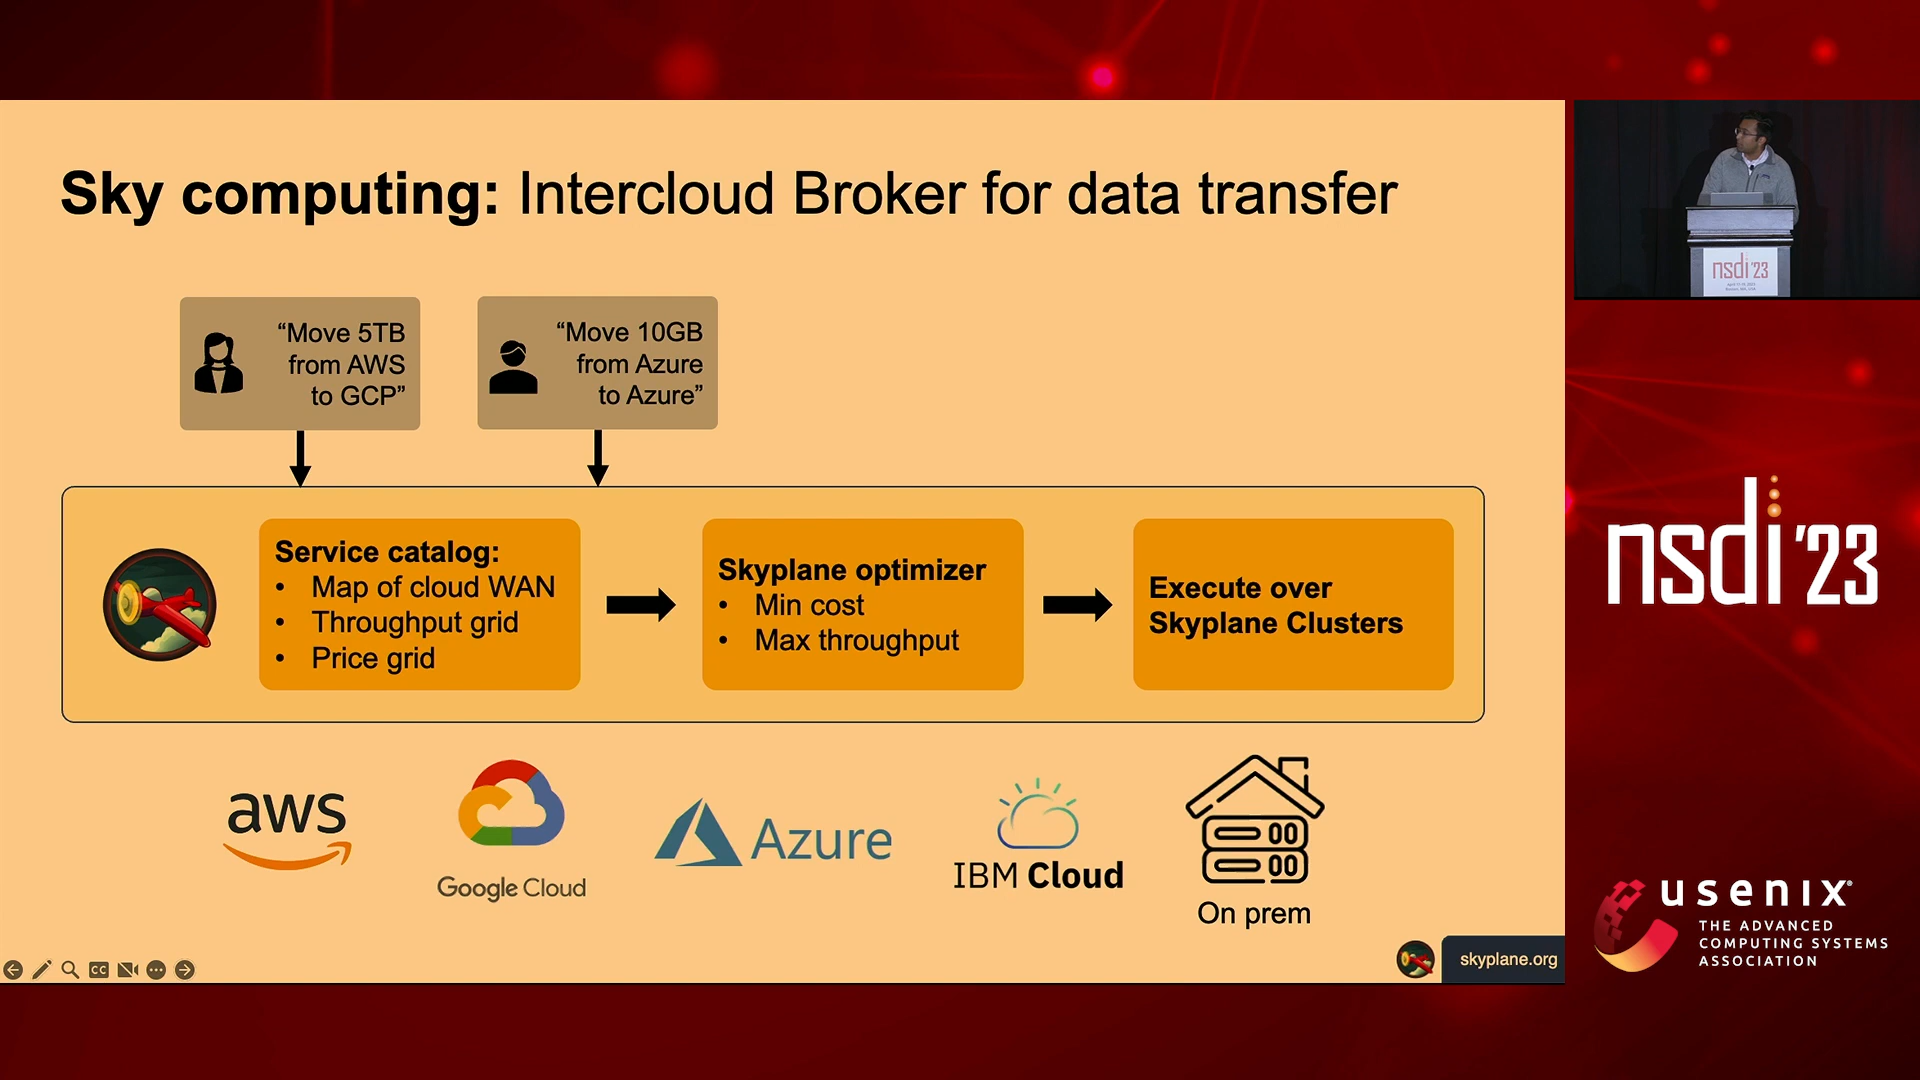 Sky computing: Intercloud Broker for data transfer
“Move 5TB
from AWS
to GCP”
“Move 10GB
from Azure
to Azure”
Service catalog:
• Map of cloud WAN
• Throughput grid
• Price grid
Skyplane optimizer
• Min cost
• Max throughput
Execute over
Skyplane Clusters
aws
Google Cloud
Azure
IBM Cloud
On prem
CC
skyplane.org
nsdi '23
nsdi '23
usenix®
THE ADVANCED
COMPUTING SYSTEMS
ASSOCIATION